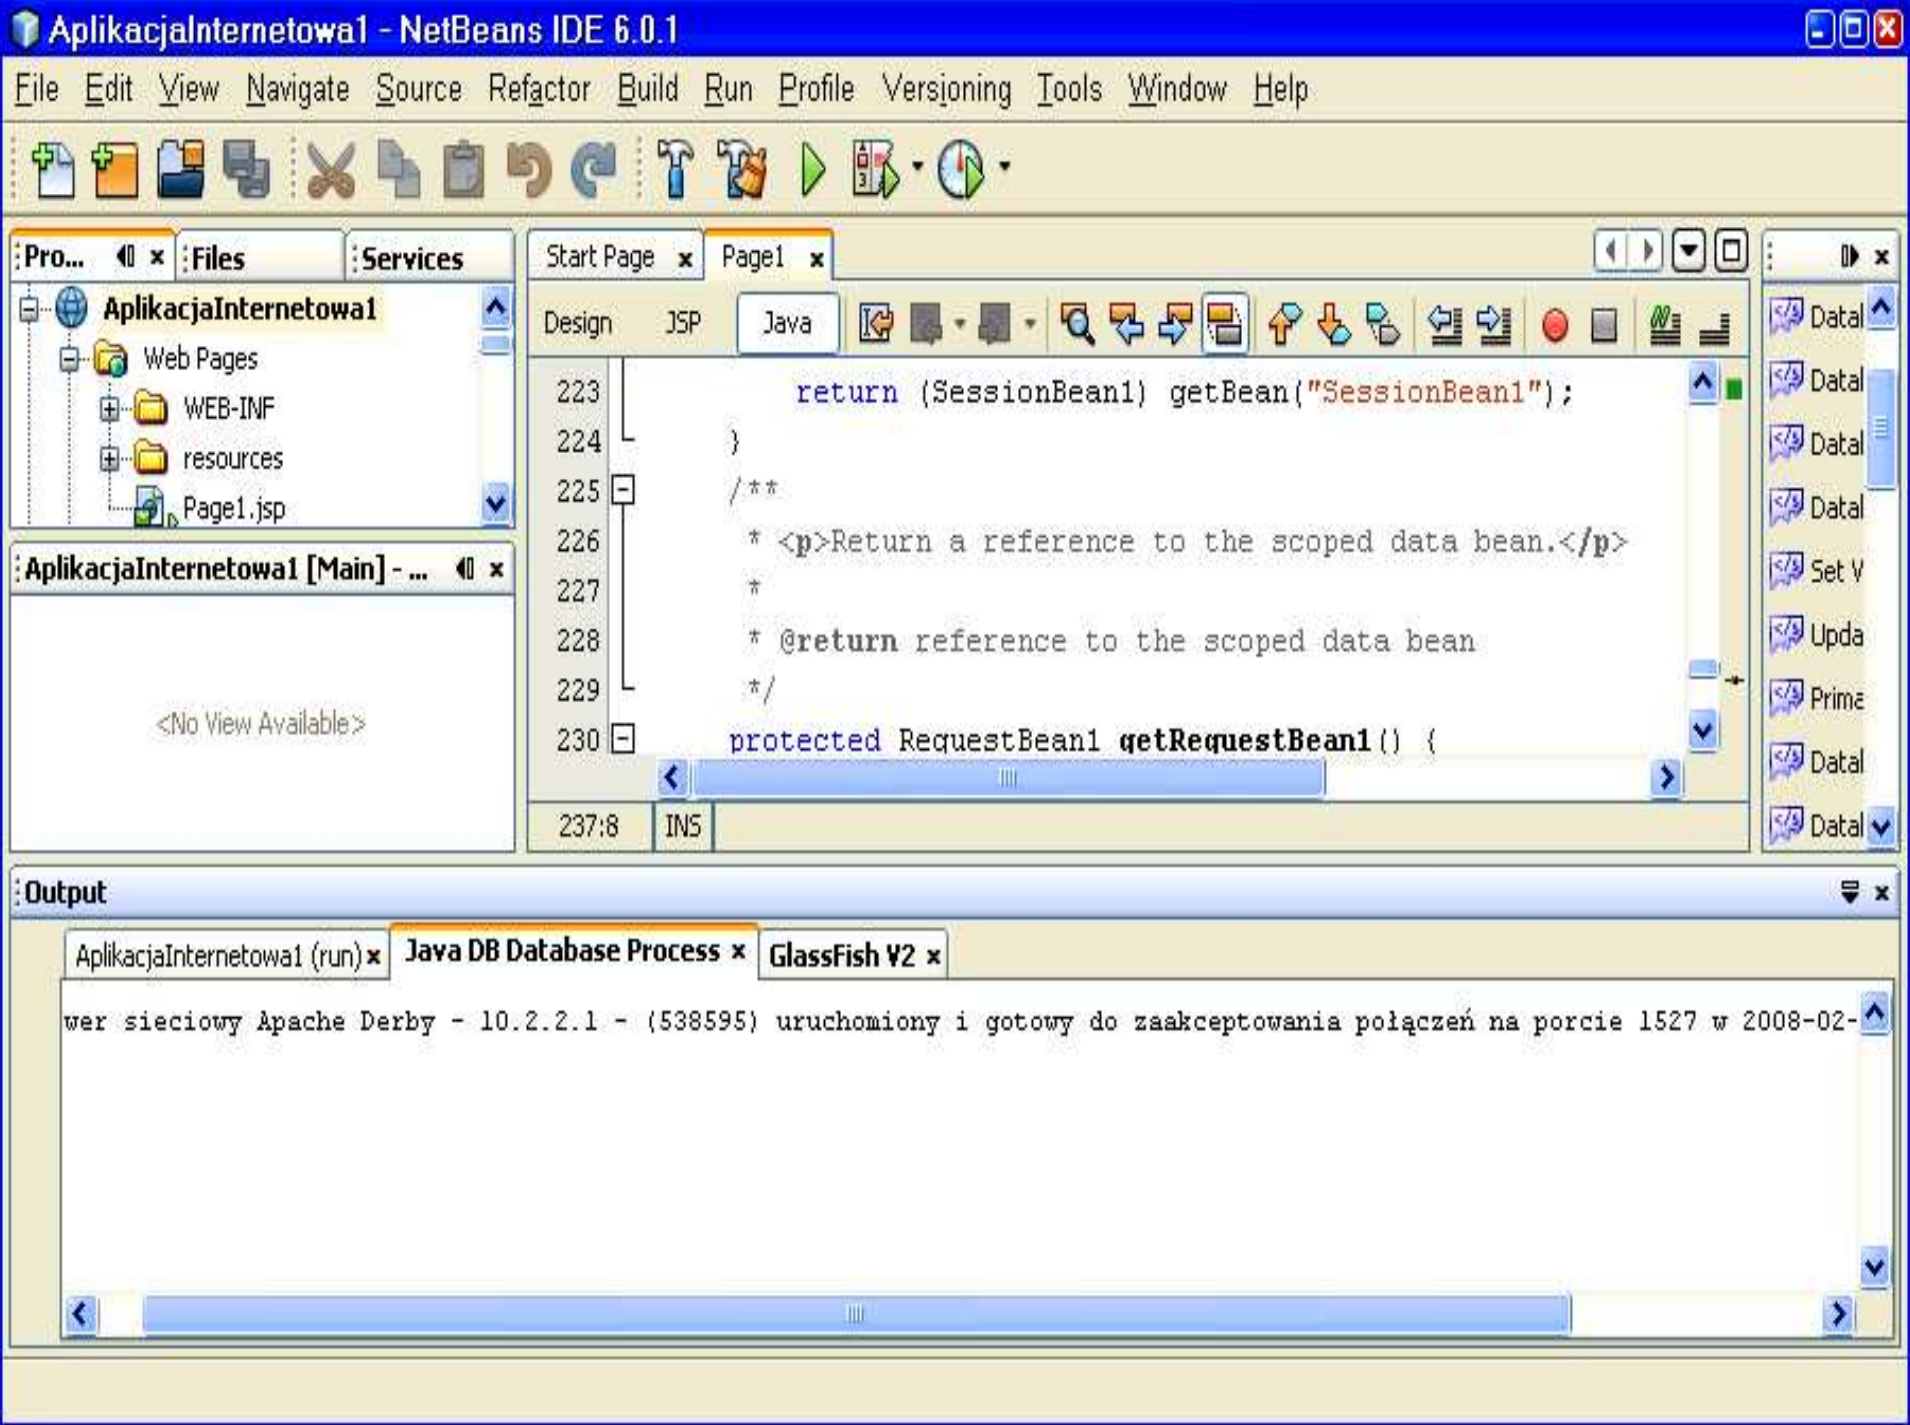 AplikacjaInternetowa1 - NetBeans IDE 6.0.1
File Edit View Navigate Source Refactor Build Run Profile Versioning Tools Window Help
Pro... Files Services
AplikacjaInternetowa1
Web Pages
WEB-INF
resources
Page1.jsp
AplikacjaInternetowa1 [Main] - ...
<No View Available>
Start Page Page1
Design JSP Java
223 return (SessionBean1) getBean("SessionBean1");
224 }
225 /**
226 * <p>Return a reference to the scoped data bean.</p>
227 *
228 * @return reference to the scoped data bean
229 */
230 protected RequestBean1 getRequestBean1() {
237:8 INS
Datal
Datal
Datal
Datal
Set V
Upda
Prima
Datal
Datal
Output
AplikacjaInternetowa1 (run) Java DB Database Process GlassFish V2
wer sieciowy Apache Derby - 10.2.2.1 - (538595) uruchomiony i gotowy do zaakceptowania połączeń na porcie 1527 w 2008-02-